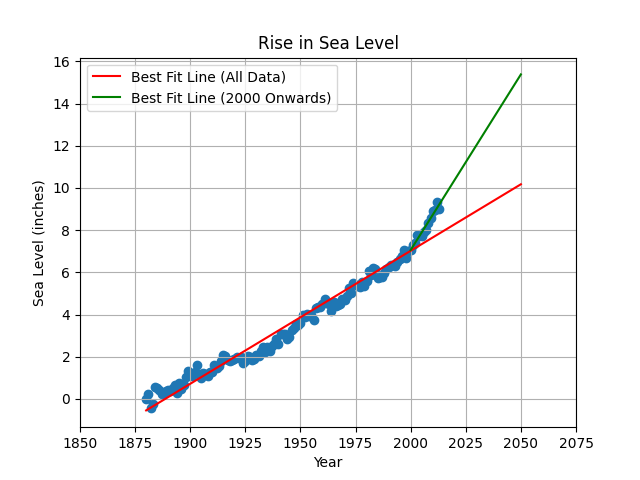 Rise in Sea Level
Best Fit Line (All Data)
Best Fit Line (2000 Onwards)
Sea Level (inches)
16
14
12
10
8
6
4
2
0
1850 1875 1900 1925 1950 1975 2000 2025 2050 2075
Year